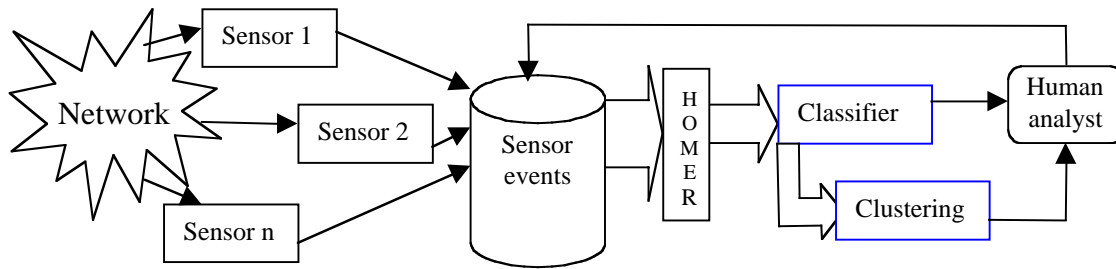 Network
Sensor 1
Sensor 2
Sensor n
Sensor
events
H
O
M
E
R
Classifier
Clustering
Human
analyst